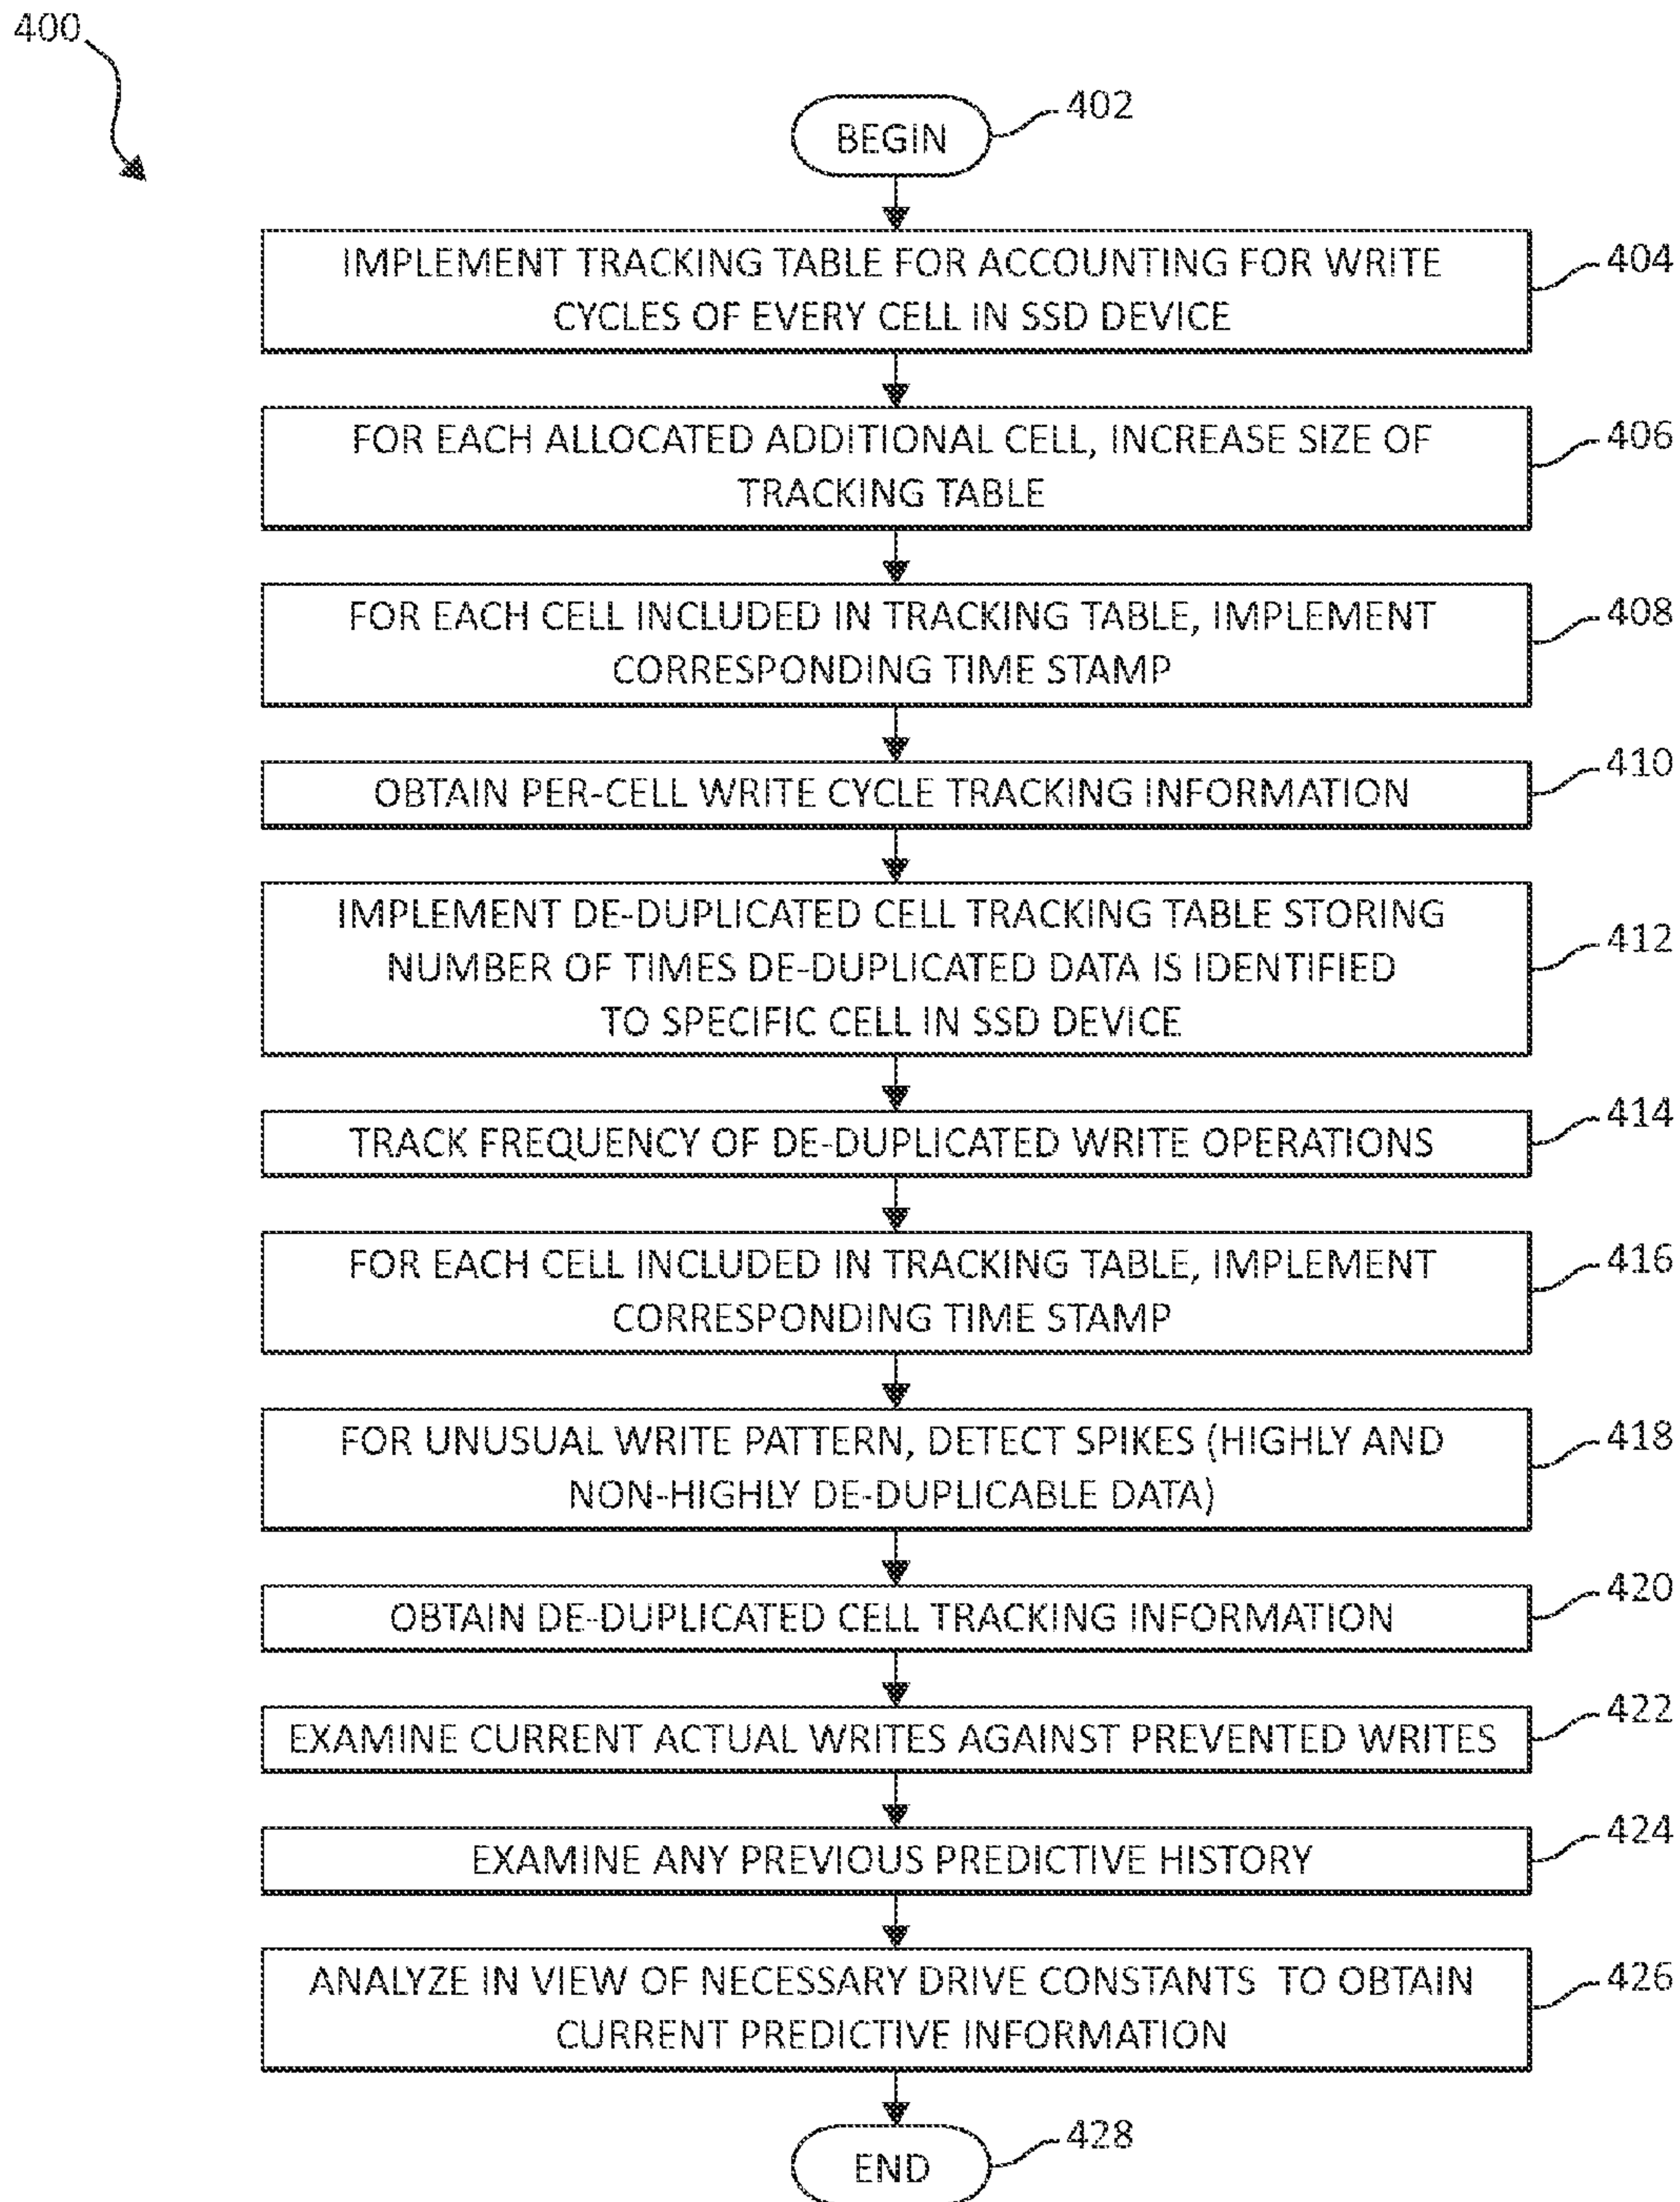 400
BEGIN
402
IMPLEMENT TRACKING TABLE FOR ACCOUNTING FOR WRITE
CYCLES OF EVERY CELL IN SSD DEVICE
404
FOR EACH ALLOCATED ADDITIONAL CELL, INCREASE SIZE OF
TRACKING TABLE
406
FOR EACH CELL INCLUDED IN TRACKING TABLE, IMPLEMENT
CORRESPONDING TIME STAMP
408
OBTAIN PER-CELL WRITE CYCLE TRACKING INFORMATION
410
IMPLEMENT DE-DUPLICATED CELL TRACKING TABLE STORING
NUMBER OF TIMES DE-DUPLICATED DATA IS IDENTIFIED
TO SPECIFIC CELL IN SSD DEVICE
412
TRACK FREQUENCY OF DE-DUPLICATED WRITE OPERATIONS
414
FOR EACH CELL INCLUDED IN TRACKING TABLE, IMPLEMENT
CORRESPONDING TIME STAMP
416
FOR UNUSUAL WRITE PATTERN, DETECT SPIKES (HIGHLY AND
NON-HIGHLY DE-DUPLICABLE DATA)
418
OBTAIN DE-DUPLICATED CELL TRACKING INFORMATION
420
EXAMINE CURRENT ACTUAL WRITES AGAINST PREVENTED WRITES
422
EXAMINE ANY PREVIOUS PREDICTIVE HISTORY
424
ANALYZE IN VIEW OF NECESSARY DRIVE CONSTANTS TO OBTAIN
CURRENT PREDICTIVE INFORMATION
426
END
428